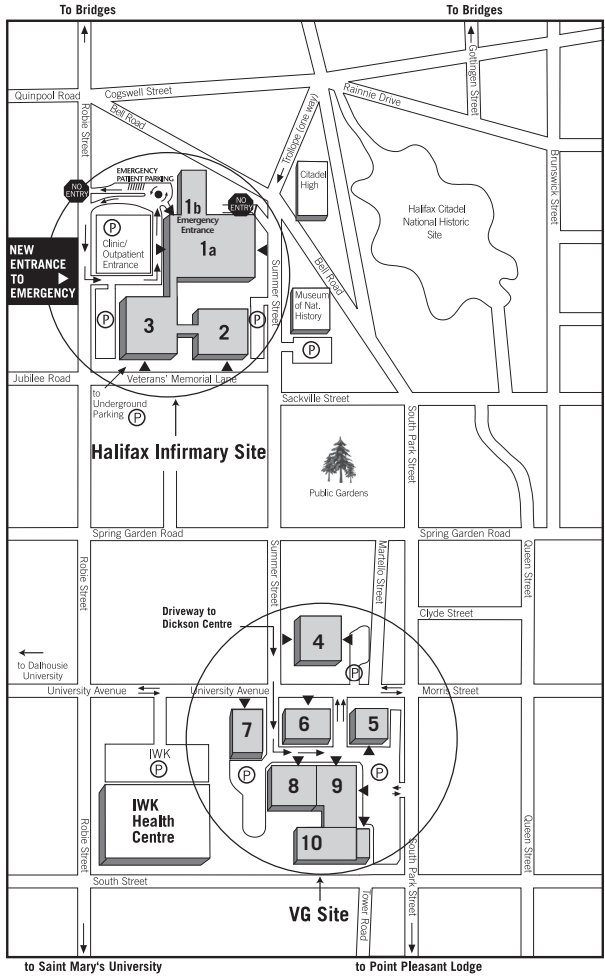 To Bridges
To Bridges
Quinpool Road
Cogswell Street
Robie Street
Bell Road
Trollope (one way)
Rainnie Drive
Gottingen Street
Brunswick Street
EMERGENCY
PATIENT PARKING
NO
ENTRY
NO
ENTRY
1b
Emergency
Entrance
1a
P
Clinic/
Outpatient
Entrance
Citadel
High
Halifax Citadel
National Historic
Site
NEW
ENTRANCE
TO
EMERGENCY
Summer Street
Bell Road
Museum
of Nat.
History
P
3
2
P
P
Jubilee Road
Veterans' Memorial Lane
to
Underground
Parking P
Sackville Street
South Park Street
Halifax Infirmary Site
Public Gardens
Spring Garden Road
Spring Garden Road
Robie Street
Summer Street
Martello Street
Queen Street
Driveway to
Dickson Centre
Clyde Street
4
P
to Dalhousie
University
University Avenue
University Avenue
Morris Street
7
6
5
IWK
P
P
P
8
9
10
IWK
Health
Centre
Robie Street
South Park Street
Queen Street
South Street
Tower Road
VG Site
to Saint Mary's University
to Point Pleasant Lodge